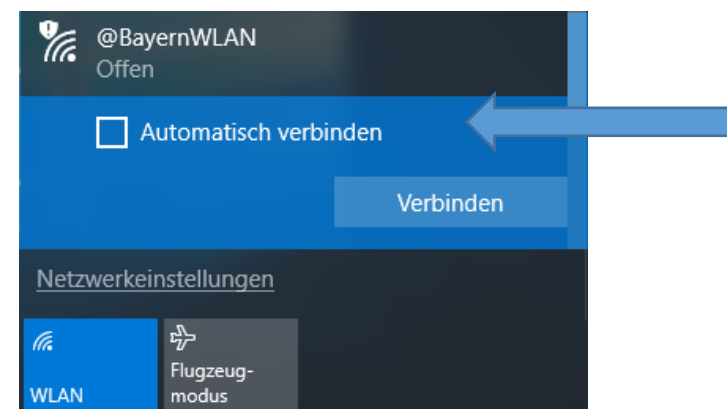 @BayernWLAN
Offen
Automatisch verbinden
Verbinden
Netzwerkeinstellungen
WLAN
Flugzeug-
modus